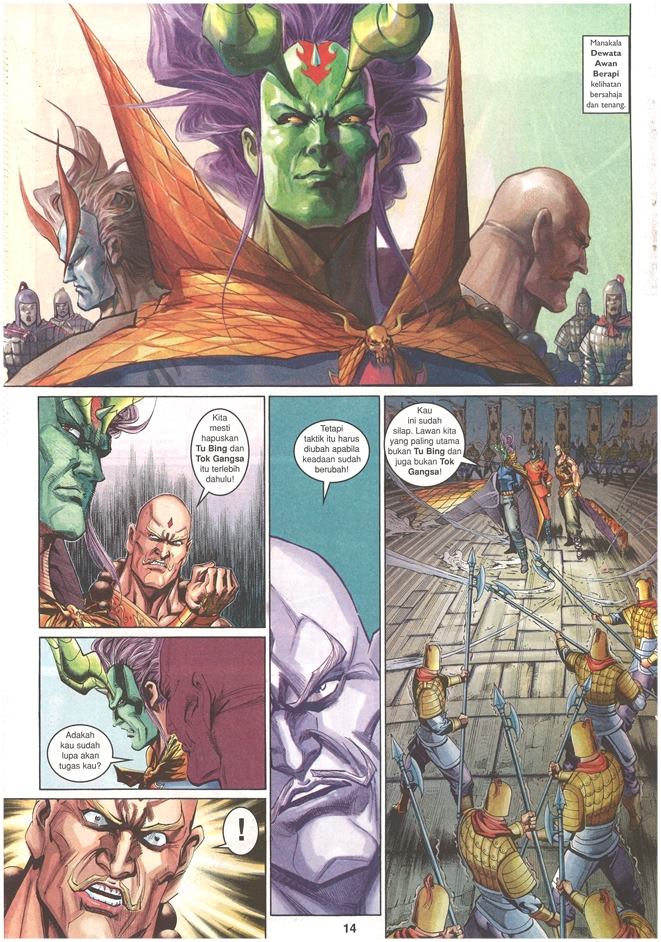 Manakala
Dewata
Awan
Berapi
kelihatan
bersahaja
dan tenang.
Kita
mesti
hapuskan
Tu Bing dan
Tok Gangsa
itu terlebih
dahulu!
Adakah
kau sudah
lupa akan
tugas kau?
!
Tetapi
taktik itu harus
diubah apabila
keadaan sudah
berubah!
Kau
ini sudah
silap. Lawan kita
yang paling utama
bukan Tu Bing dan
juga bukan Tok
Gangsa!
14